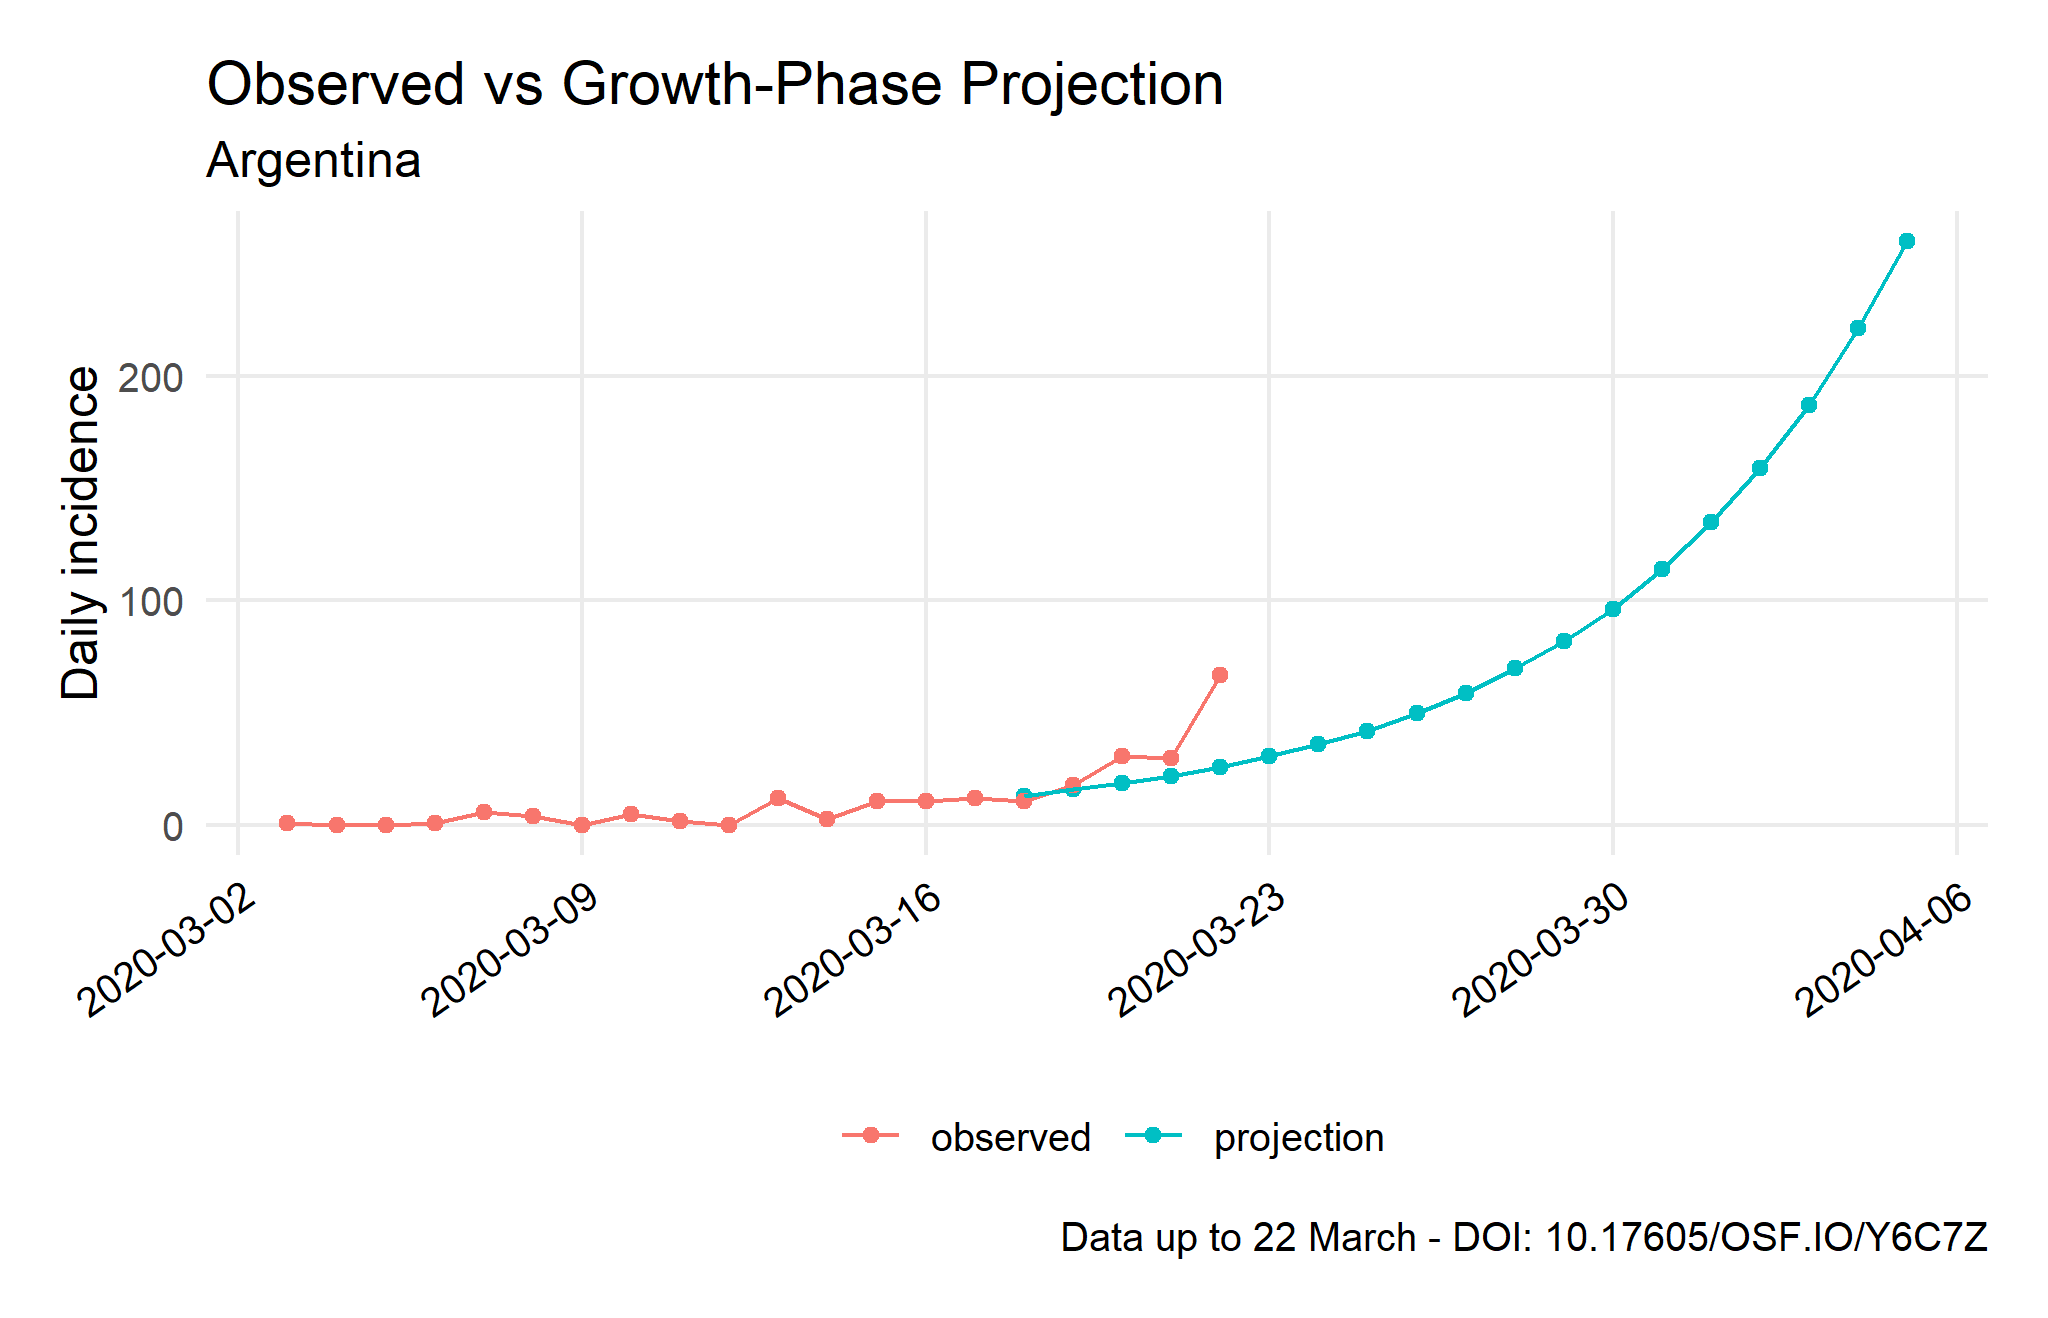 Observed vs Growth-Phase Projection
Argentina
Daily incidence
200
100
0
2020-03-02
2020-03-09
2020-03-16
2020-03-23
2020-03-30
2020-04-06
observed
projection
Data up to 22 March - DOI: 10.17605/OSF.IO/Y6C7Z